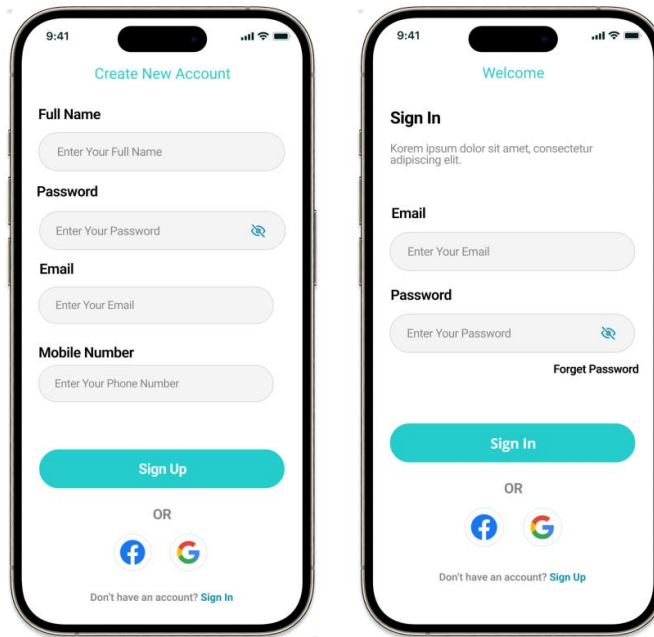 9:41
Create New Account
Full Name
Enter Your Full Name
Password
Enter Your Password
Email
Enter Your Email
Mobile Number
Enter Your Phone Number
Sign Up
OR
Don't have an account? Sign In
9:41
Welcome
Sign In
Korem ipsum dolor sit amet, consectetur
adipiscing elit.
Email
Enter Your Email
Password
Enter Your Password
Forget Password
Sign In
OR
Don't have an account? Sign Up